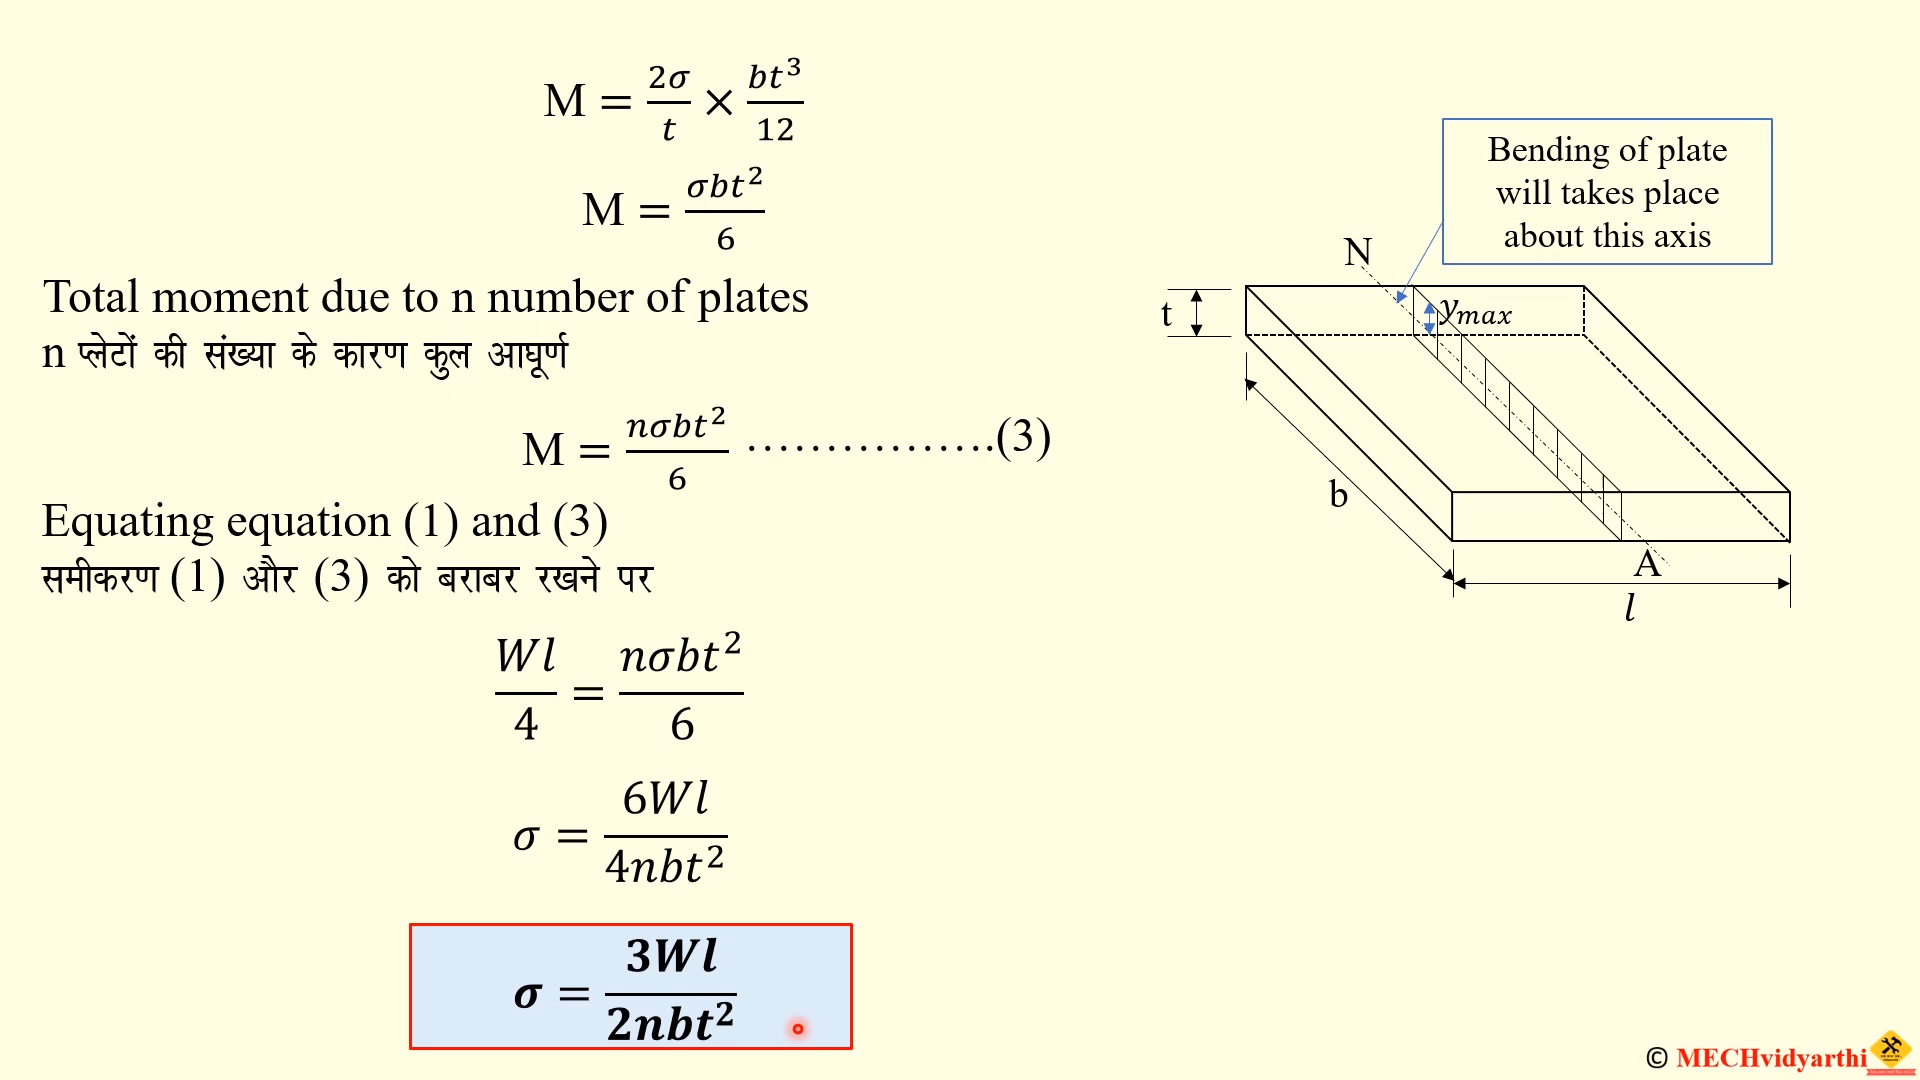 M = 2σ/t × bt³/12
M = σbt²/6
Total moment due to n number of plates
n प्लेटों की संख्या के कारण कुल आघूर्ण
M = nσbt²/6 ................(3)
Equating equation (1) and (3)
समीकरण (1) और (3) को बराबर रखने पर
Wl/4 = nσbt²/6
σ = 6Wl/4nbt²
σ = 3Wl/2nbt²
Bending of plate
will takes place
about this axis
N
t
y_max
b
A
l
© MECHvidyarthi